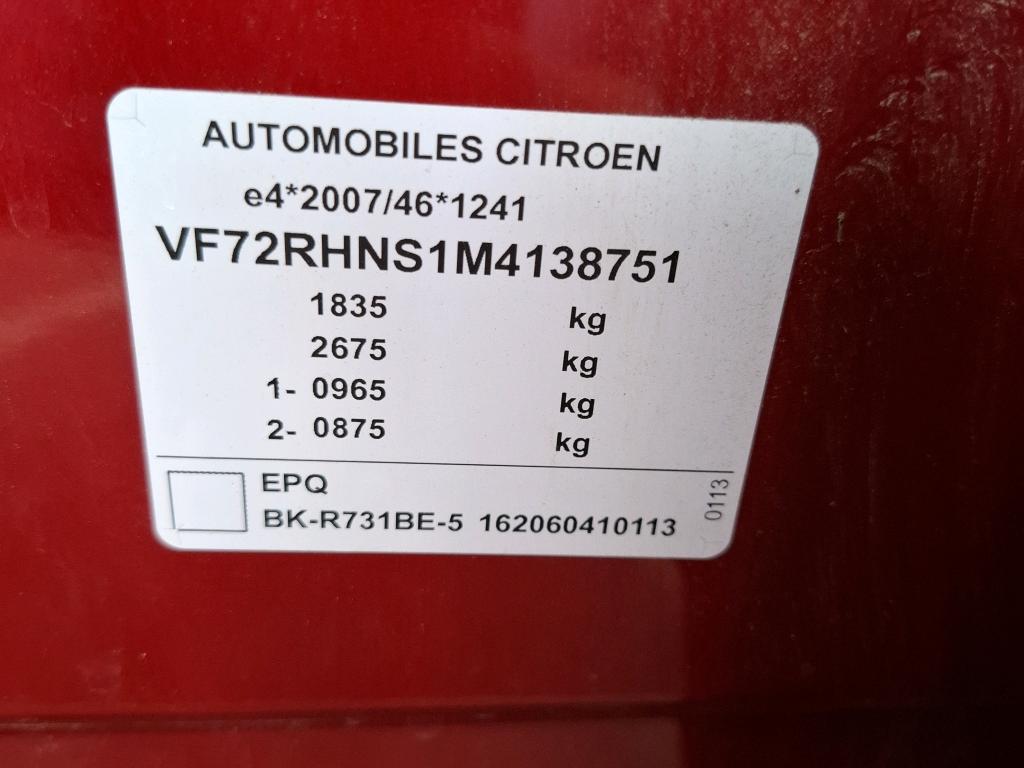 AUTOMOBILES CITROEN
e4*2007/46*1241
VF72RHNS1M4138751
1835 kg
2675 kg
1- 0965 kg
2- 0875 kg
EPQ
BK-R731BE-5 162060410113
0113